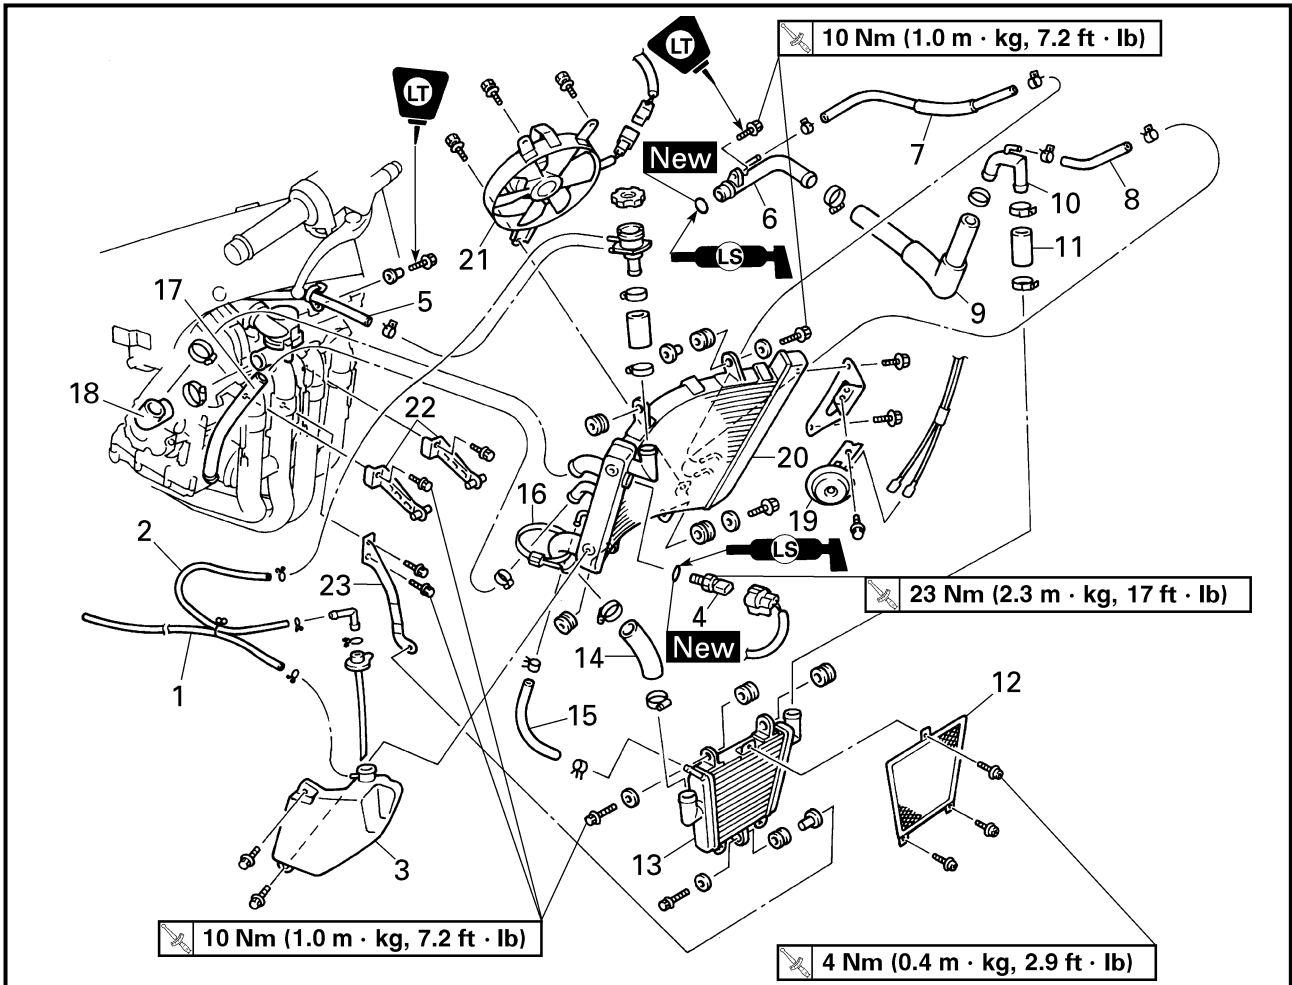 LT
LT
10 Nm (1.0 m · kg, 7.2 ft · lb)
7
New
6
10
8
11
LS
21
9
17
5
18
22
20
16
19
2
LS
23
4
23 Nm (2.3 m · kg, 17 ft · lb)
New
14
1
15
12
3
13
10 Nm (1.0 m · kg, 7.2 ft · lb)
4 Nm (0.4 m · kg, 2.9 ft · lb)